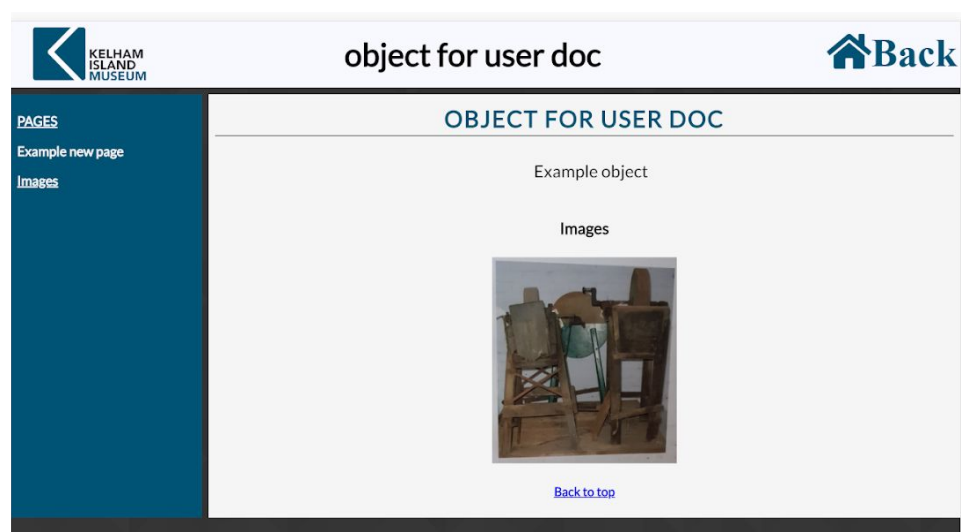 KELHAM
ISLAND
MUSEUM
object for user doc
Back
PAGES
Example new page
Images
OBJECT FOR USER DOC
Example object
Images
Back to top